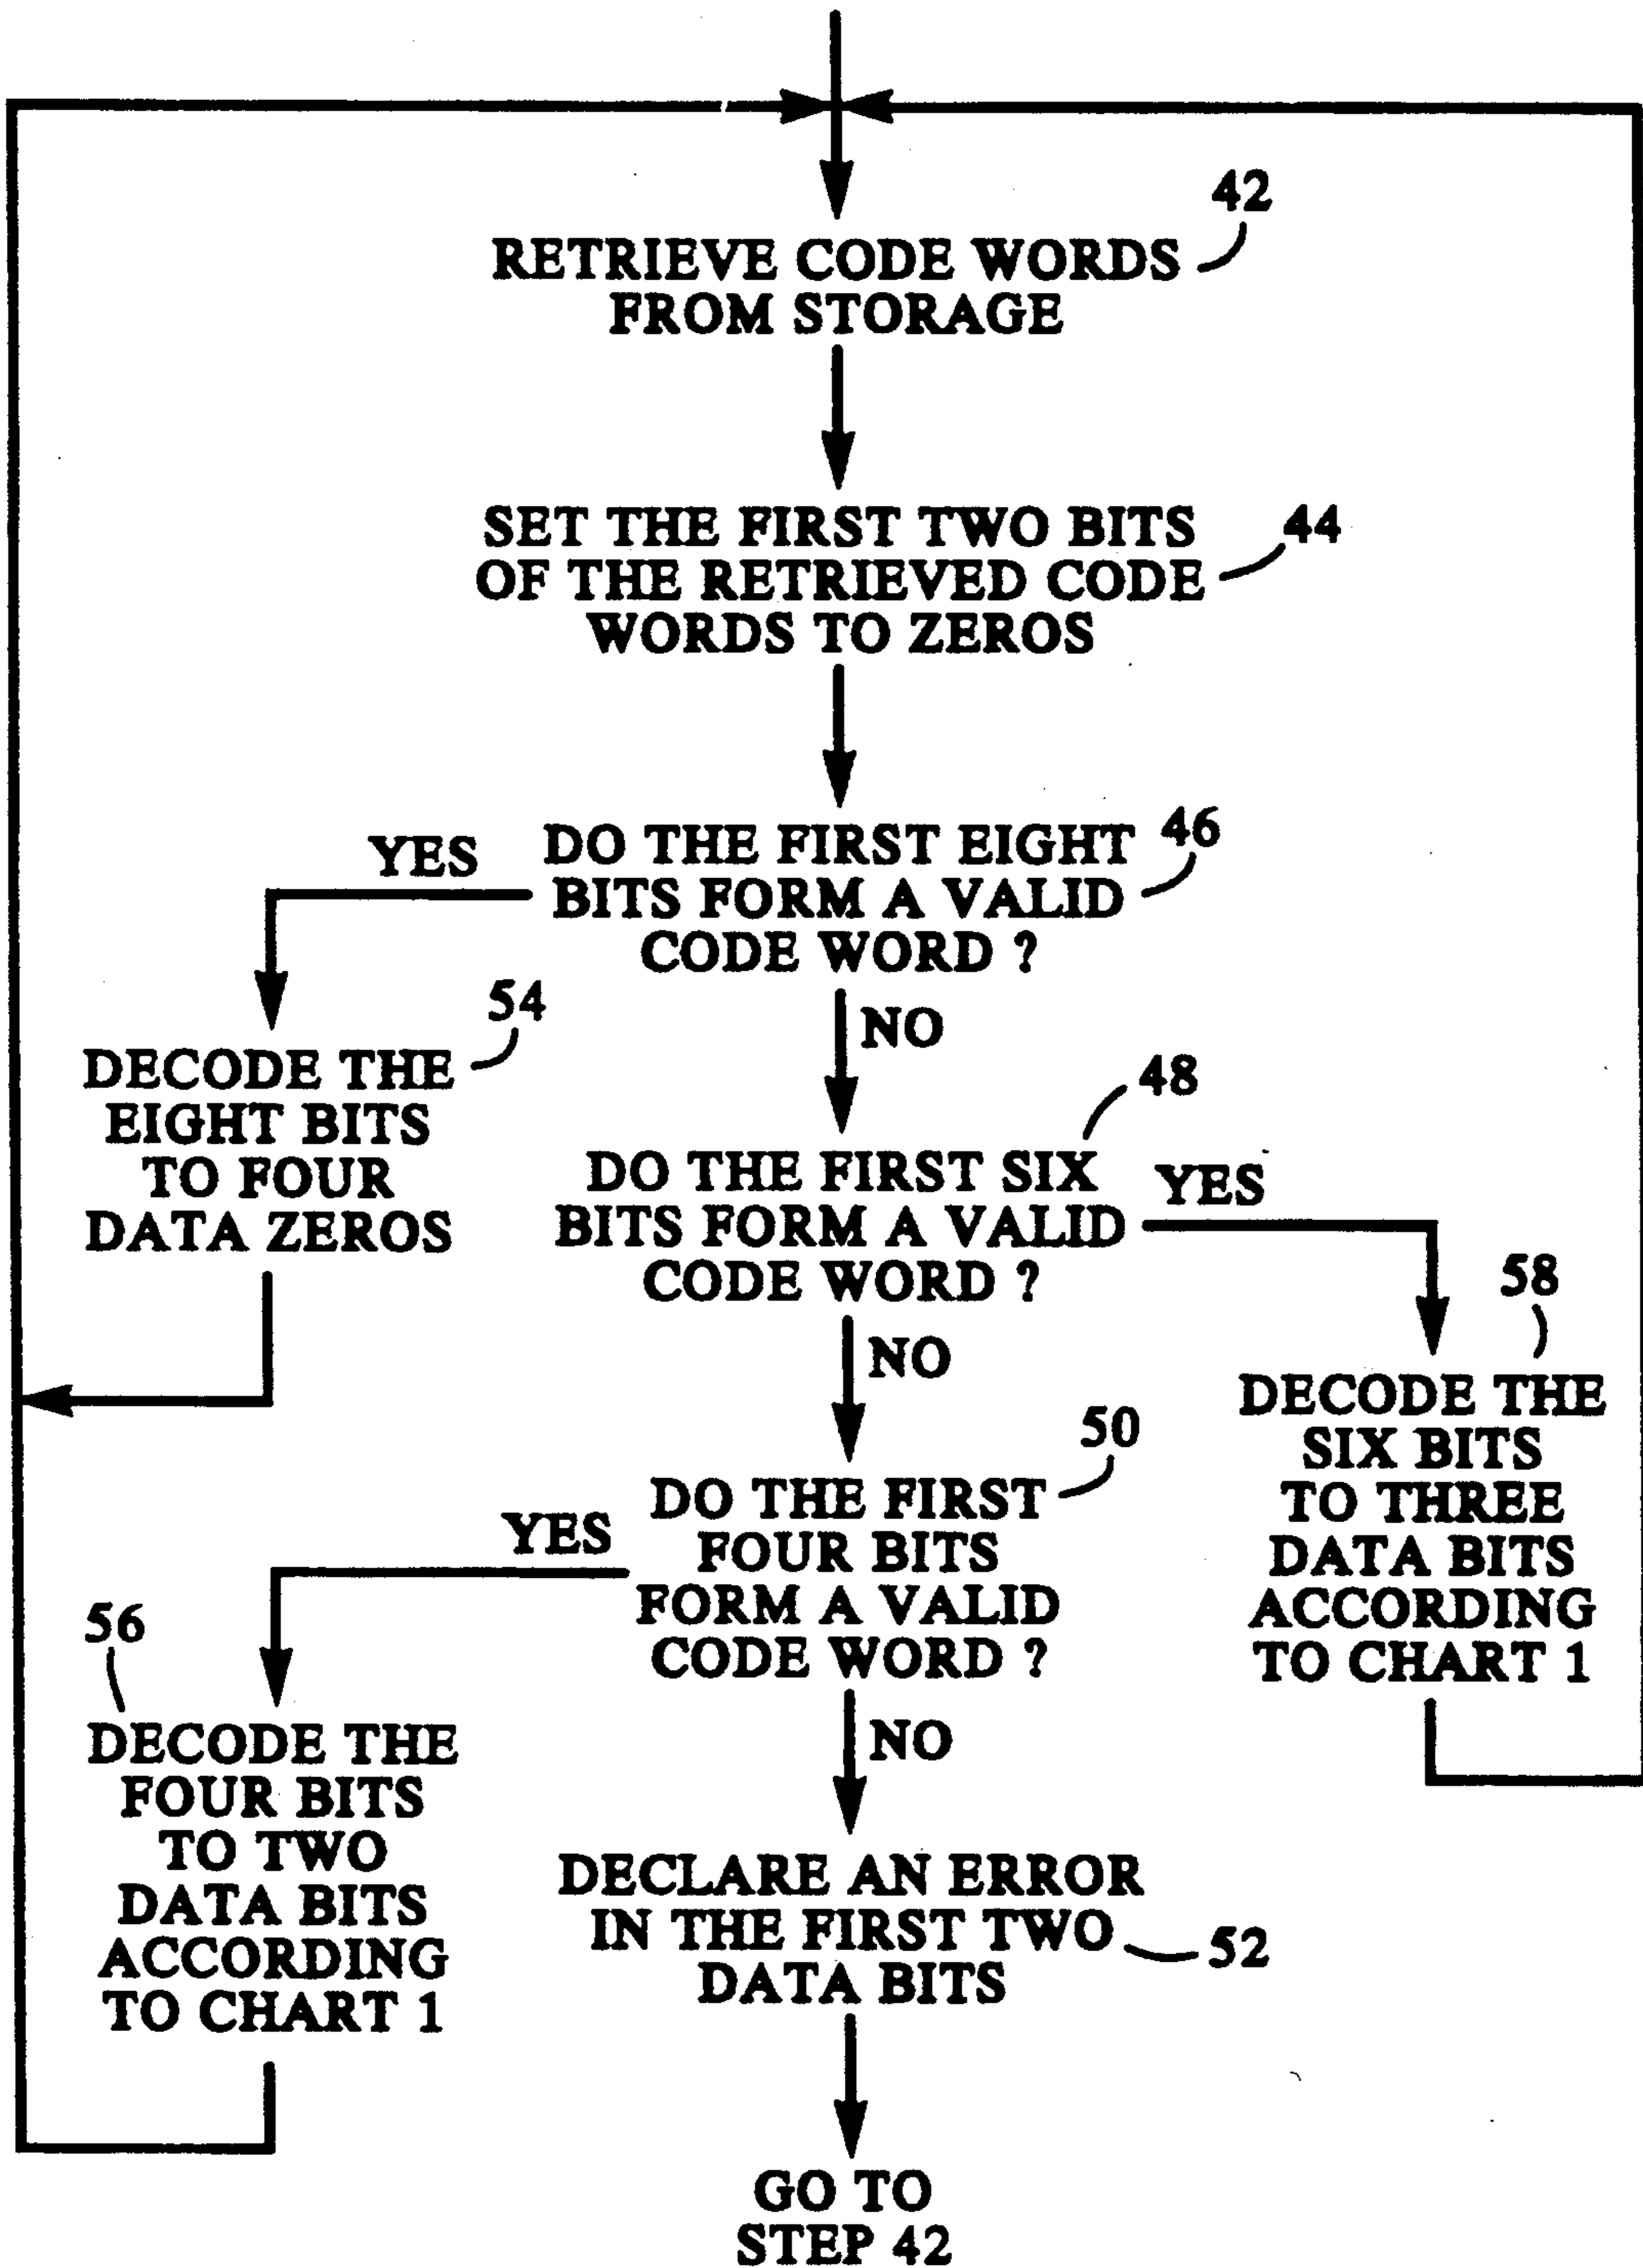 42
RETRIEVE CODE WORDS
FROM STORAGE
SET THE FIRST TWO BITS
OF THE RETRIEVED CODE
WORDS TO ZEROS
44
DO THE FIRST EIGHT
BITS FORM A VALID
CODE WORD ?
46
YES
NO
54
DECODE THE
EIGHT BITS
TO FOUR
DATA ZEROS
48
DO THE FIRST SIX
BITS FORM A VALID
CODE WORD ?
YES
NO
58
DECODE THE
SIX BITS
TO THREE
DATA BITS
ACCORDING
TO CHART 1
50
DO THE FIRST
FOUR BITS
FORM A VALID
CODE WORD ?
YES
NO
56
DECODE THE
FOUR BITS
TO TWO
DATA BITS
ACCORDING
TO CHART 1
DECLARE AN ERROR
IN THE FIRST TWO
DATA BITS
52
GO TO
STEP 42